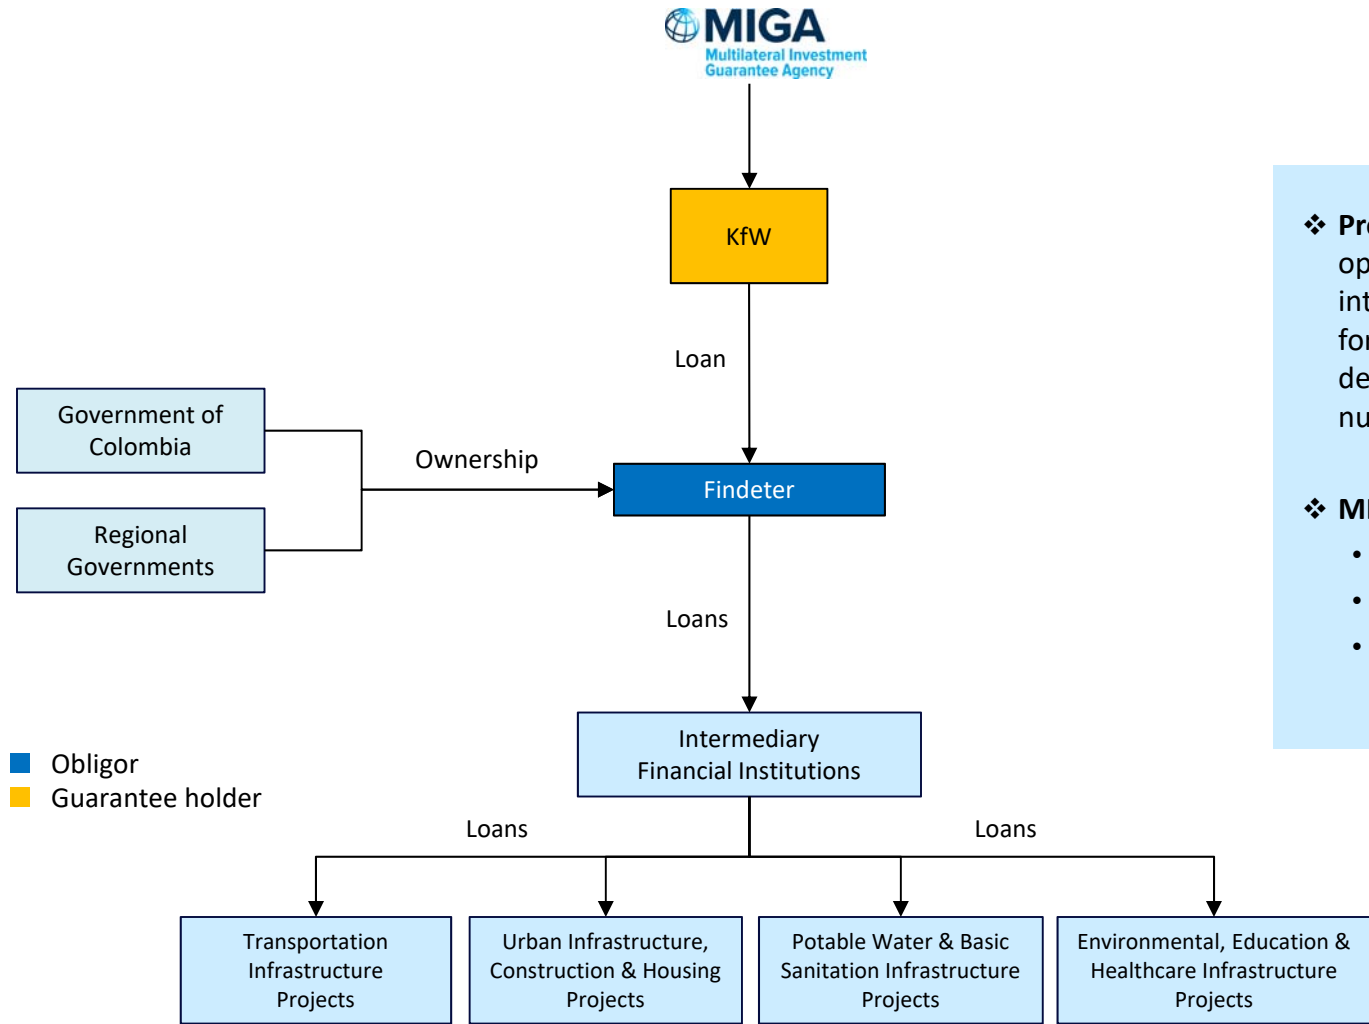 MIGA
Multilateral Investment
Guarantee Agency
KfW
Loan
Government of
Colombia
Ownership
Findeter
Regional
Governments
Loans
Intermediary
Financial Institutions
Obligor
Guarantee holder
Loans
Loans
Transportation
Infrastructure
Projects
Urban Infrastructure,
Construction & Housing
Projects
Potable Water & Basic
Sanitation Infrastructure
Projects
Environmental, Education &
Healthcare Infrastructure
Projects